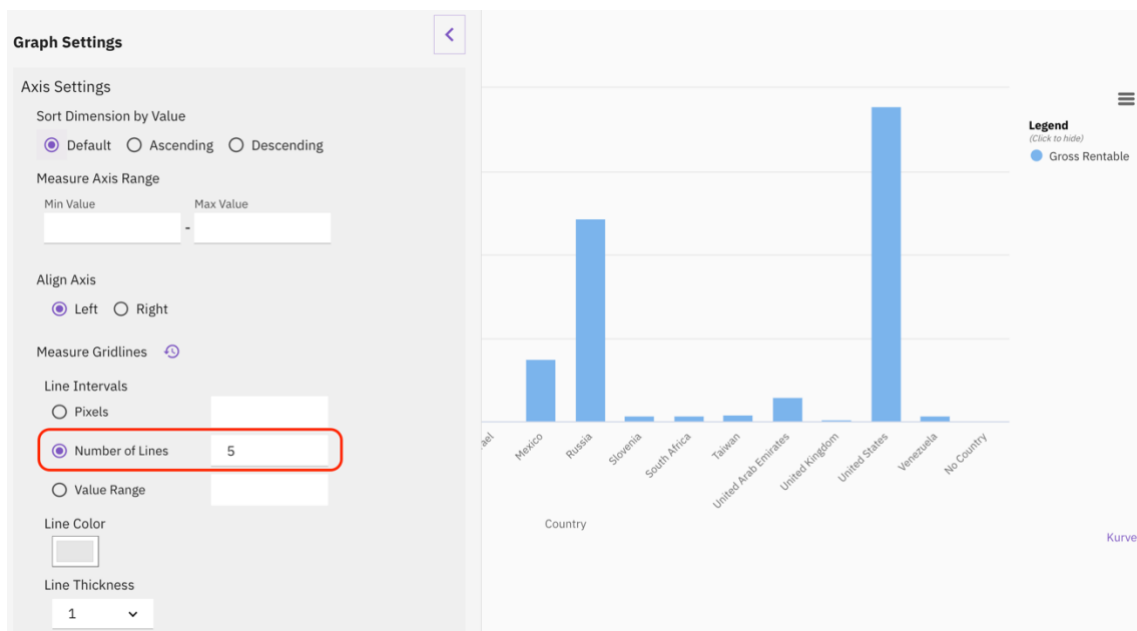 Graph Settings
Axis Settings
Sort Dimension by Value
Default Ascending Descending
Measure Axis Range
Min Value Max Value
-
Align Axis
Left Right
Measure Gridlines
Line Intervals
Pixels
Number of Lines 5
Value Range
Line Color
Line Thickness
1
Legend
(Click to hide)
Gross Rentable
ael
Mexico
Russia
Slovenia
South Africa
Taiwan
United Arab Emirates
United Kingdom
United States
Venezuela
No Country
Country
Kurve